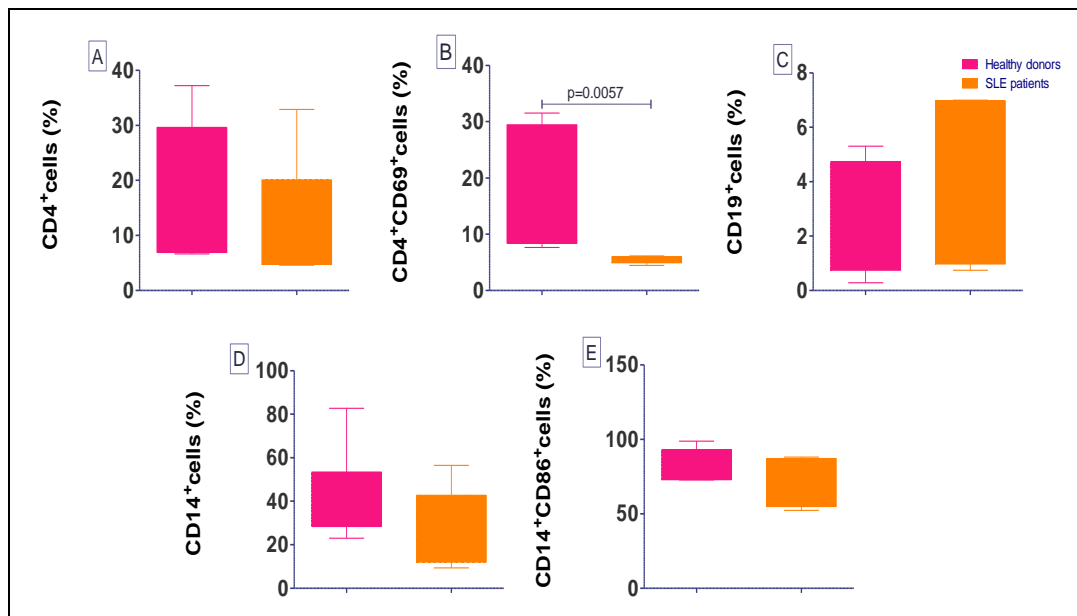 A
CD4⁺cells (%)
40
30
20
10
0
B
CD4⁺CD69⁺cells (%)
40
30
20
10
0
p=0.0057
C
CD19⁺cells (%)
8
6
4
2
0
Healthy donors
SLE patients
D
CD14⁺cells (%)
100
80
60
40
20
0
E
CD14⁺CD86⁺cells (%)
150
100
50
0